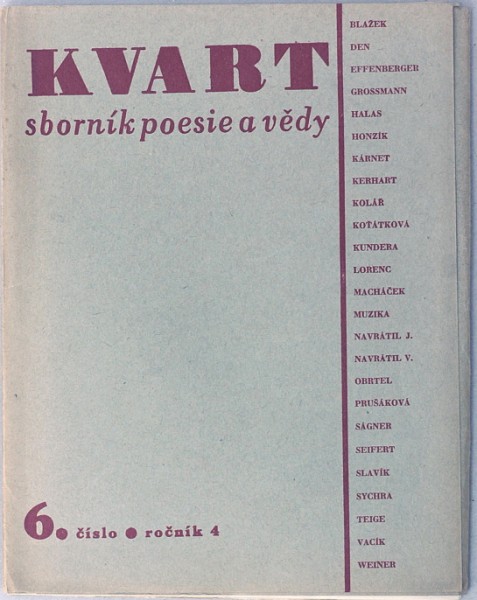 KVART
sborník poesie a vědy
6. číslo ● ročník 4
BLAŽEK
DEN
EFFENBERGER
GROSSMANN
HALAS
HONZÍK
KÁRNET
KERHART
KOLÁŘ
KOŤÁTKOVÁ
KUNDERA
LORENC
MACHÁČEK
MUZIKA
NAVRÁTIL J.
NAVRÁTIL V.
OBRTEL
PRUŠÁKOVÁ
SÁGNER
SEIFERT
SLAVÍK
SYCHRA
TEIGE
VACÍK
WEINER